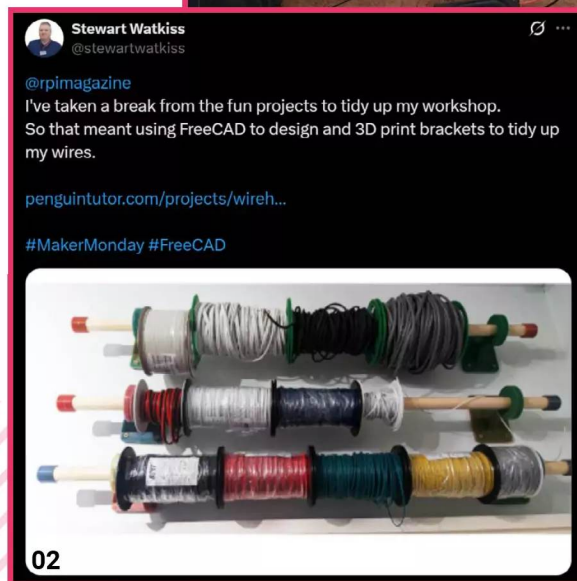 Stewart Watkiss
@stewartwatkiss
@rpimagazine
I've taken a break from the fun projects to tidy up my workshop.
So that meant using FreeCAD to design and 3D print brackets to tidy up
my wires.
penguintutor.com/projects/wireh...
#MakerMonday #FreeCAD
02